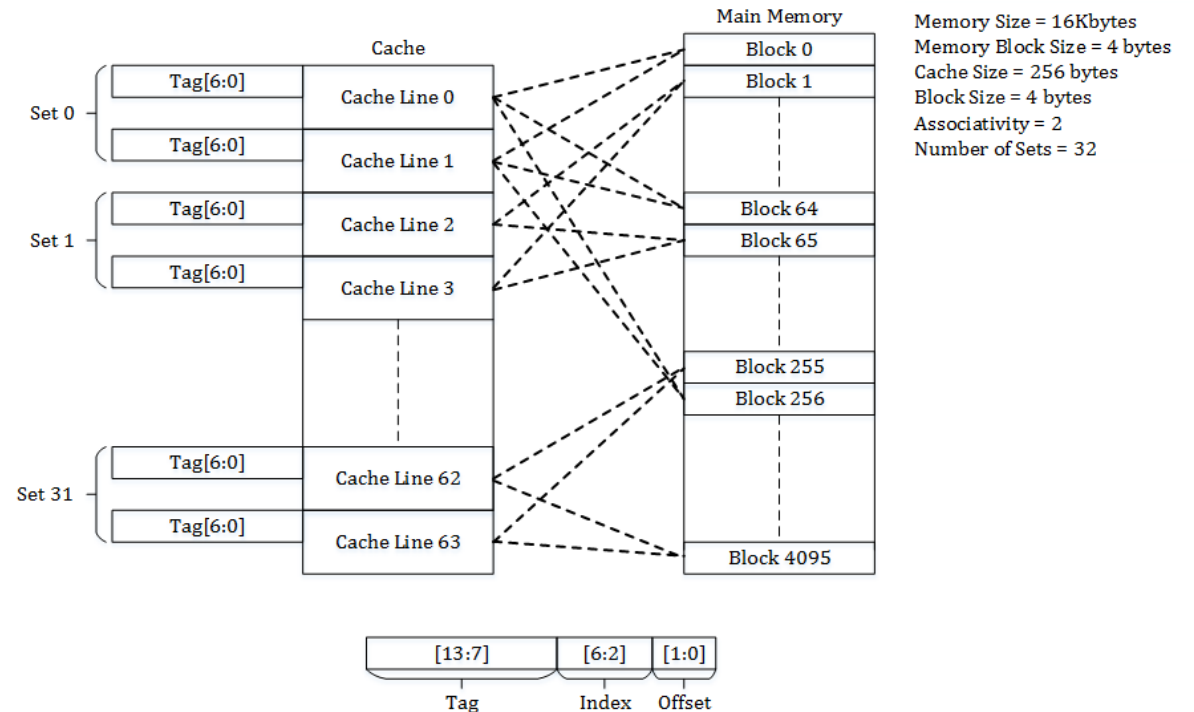 Main Memory
Memory Size = 16Kbytes
Memory Block Size = 4 bytes
Cache Size = 256 bytes
Block Size = 4 bytes
Associativity = 2
Number of Sets = 32
Cache
Block 0
Block 1
Set 0
Tag[6:0]
Cache Line 0
Tag[6:0]
Cache Line 1
Set 1
Tag[6:0]
Cache Line 2
Tag[6:0]
Cache Line 3
Block 64
Block 65
Block 255
Block 256
Set 31
Tag[6:0]
Cache Line 62
Tag[6:0]
Cache Line 63
Block 4095
[13:7] [6:2] [1:0]
Tag Index Offset